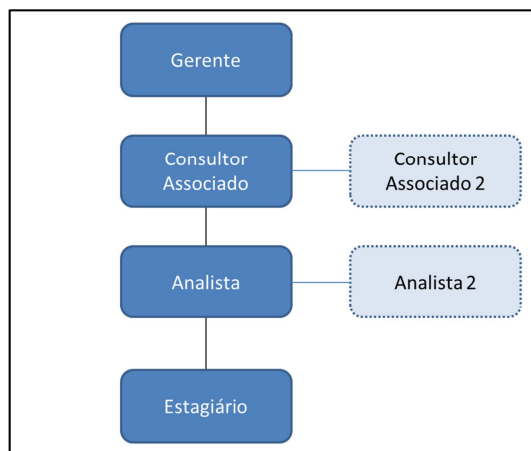 Gerente
Consultor
Associado
Consultor
Associado 2
Analista
Analista 2
Estagiário